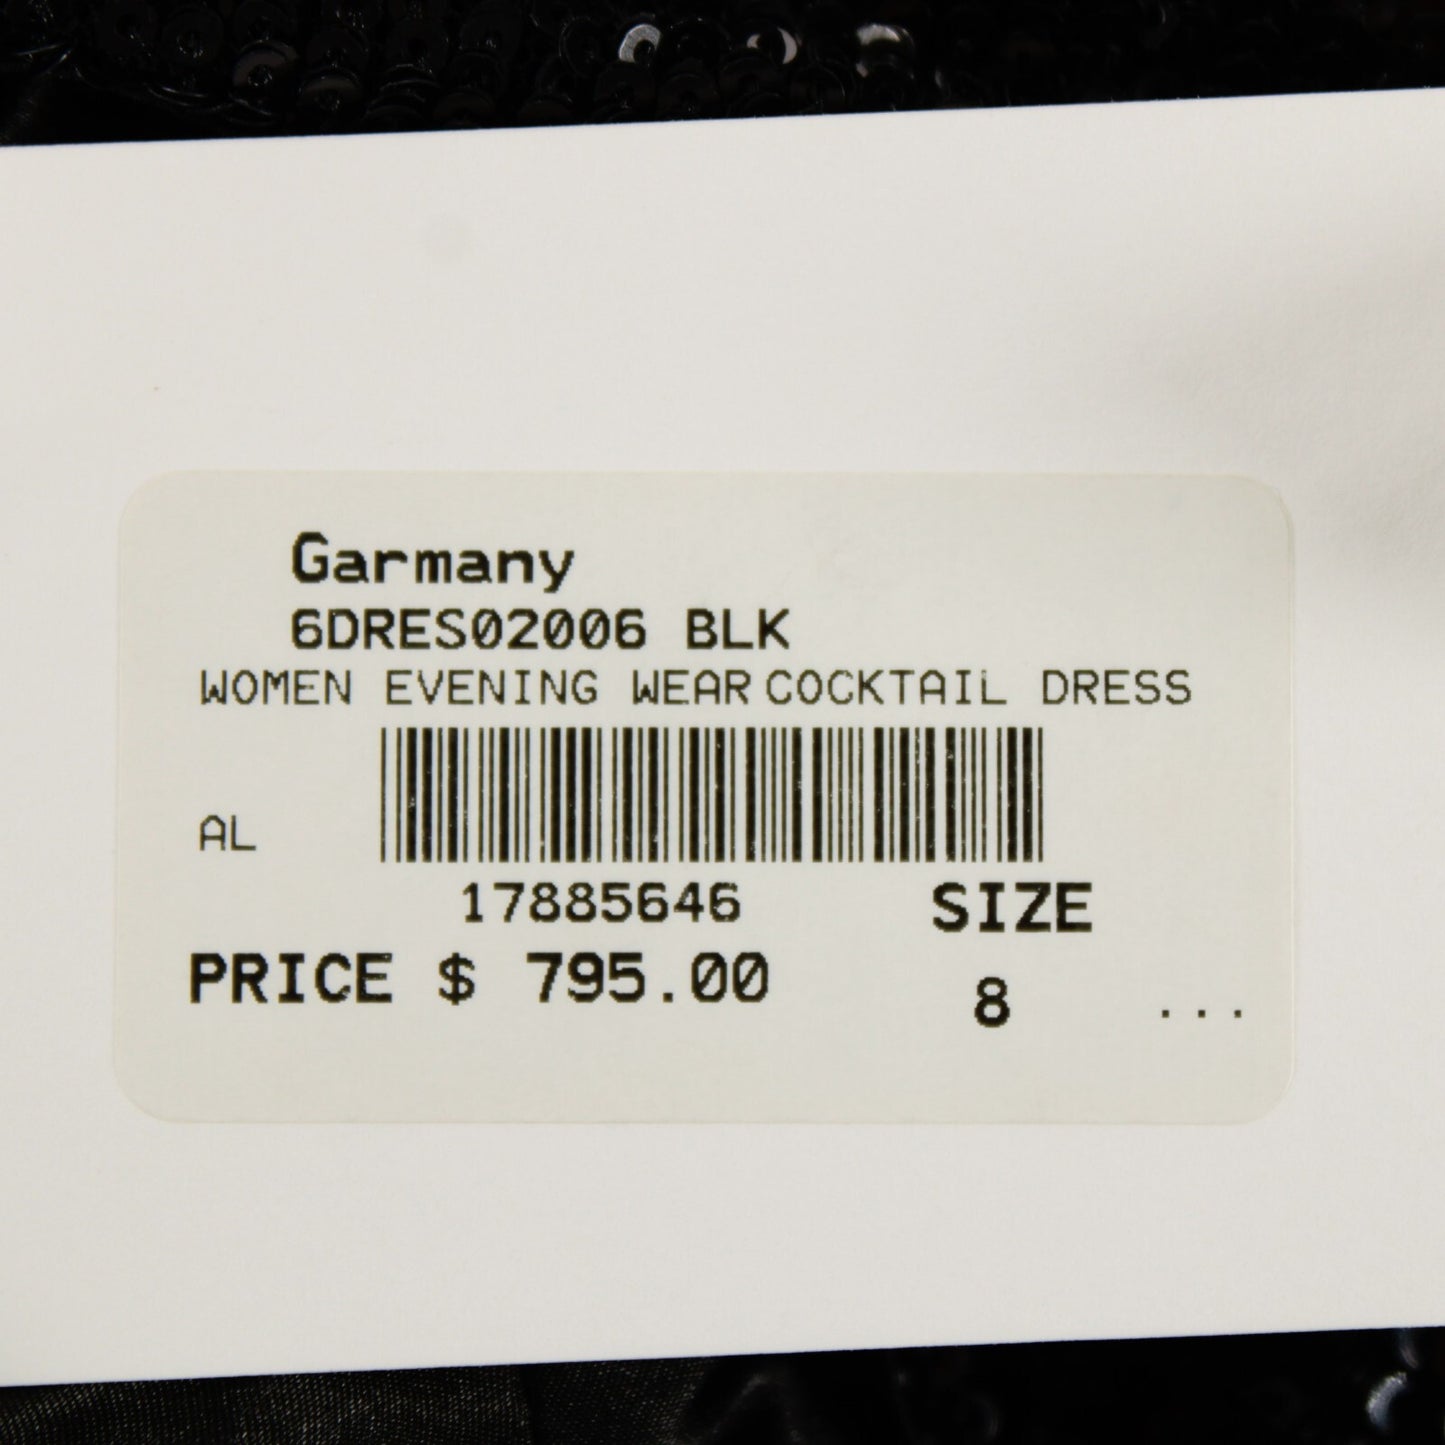 Garmany
6DRES02006 BLK
WOMEN EVENING WEAR COCKTAIL DRESS
AL
17885646 SIZE
PRICE $ 795.00 8 ...